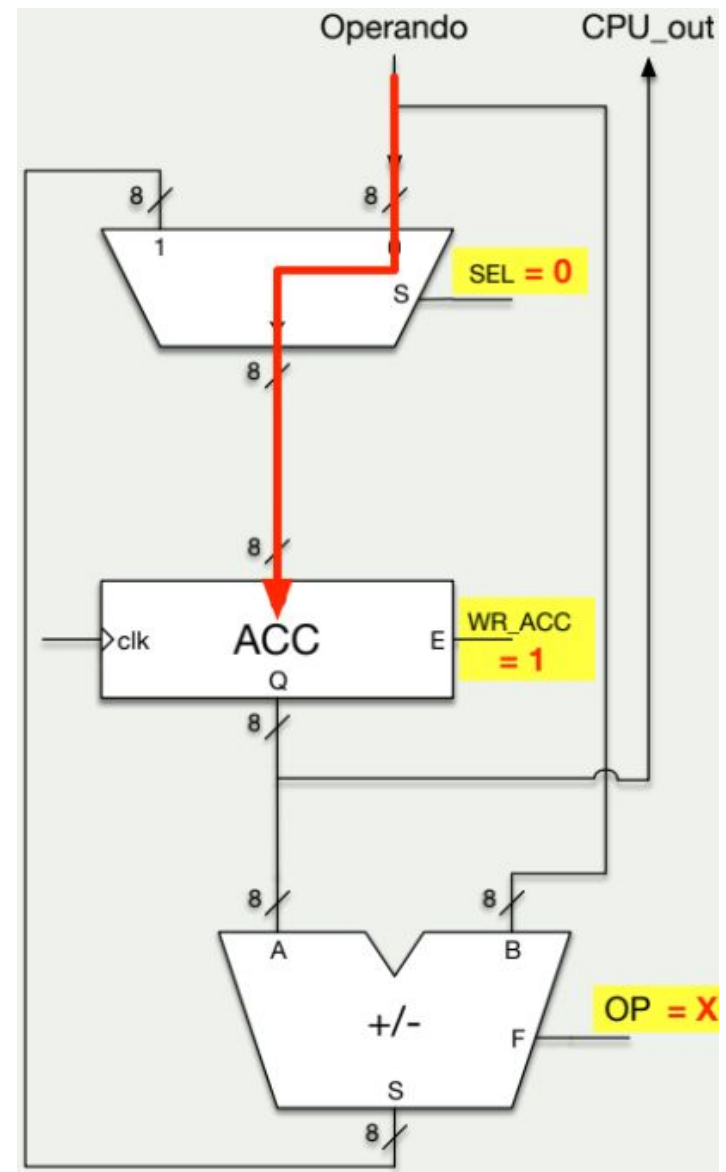 Operando CPU_out
8 8
1 0
SEL = 0
S
8
8
WR_ACC
clk ACC E
= 1
Q
8
8 8
A B
OP = X
+/-
F
S
8